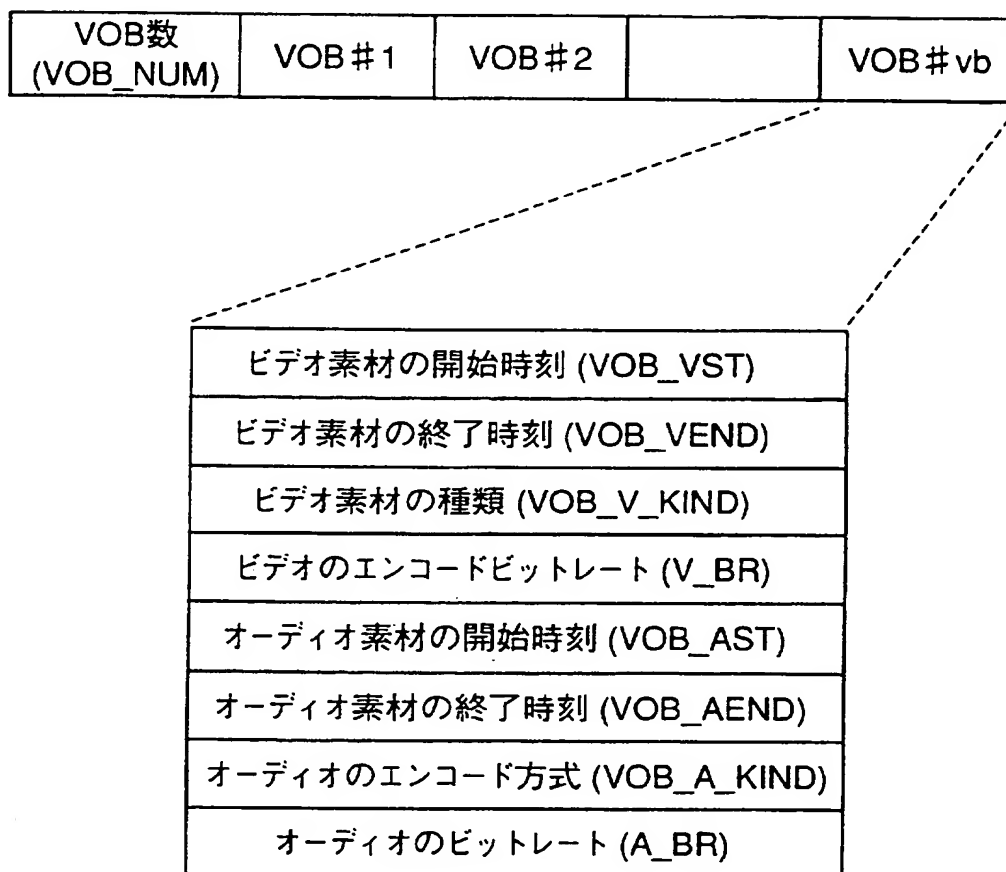 VOB数
(VOB_NUM)
VOB♯1
VOB♯2
VOB♯vb
ビデオ素材の開始時刻 (VOB_VST)
ビデオ素材の終了時刻 (VOB_VEND)
ビデオ素材の種類 (VOB_V_KIND)
ビデオのエンコードビットレート (V_BR)
オーディオ素材の開始時刻 (VOB_AST)
オーディオ素材の終了時刻 (VOB_AEND)
オーディオのエンコード方式 (VOB_A_KIND)
オーディオのビットレート (A_BR)